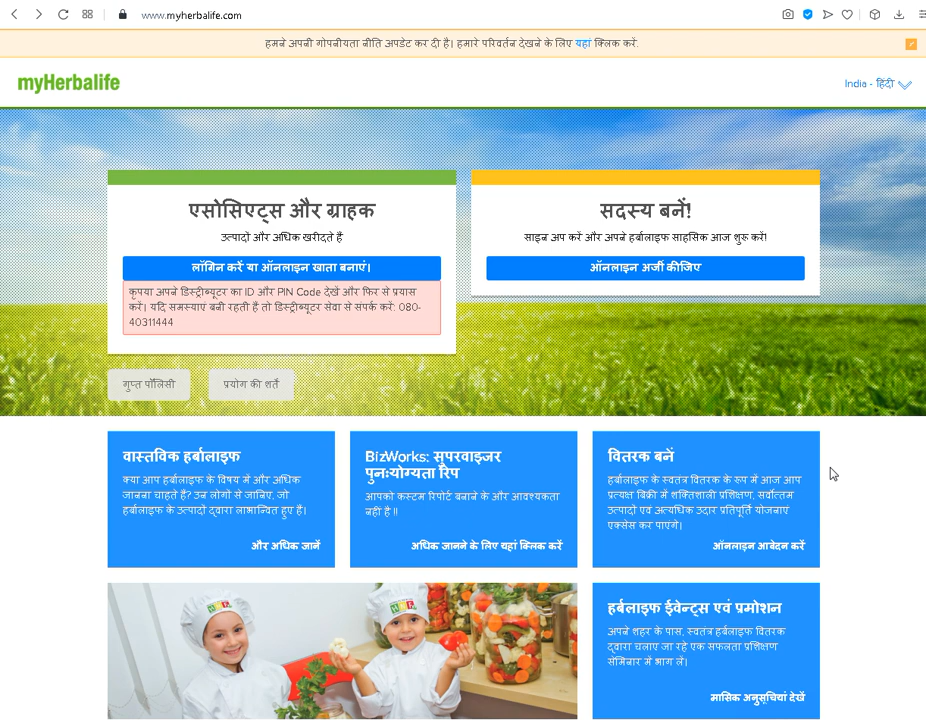 www.myherbalife.com
हमने अपनी गोपनीयता नीति अपडेट कर दी है। हमारे परिवर्तन देखने के लिए यहां क्लिक करें.
myHerbalife
India - हिंदी
एसोसिएट्स और ग्राहक
उत्पादों और अधिक खरीदते हैं
लॉगिन करें या ऑनलाइन खाता बनाएं।
कृपया अपने डिस्ट्रीब्यूटर का ID और PIN Code देखें और फिर से प्रयास
करें। यदि समस्याएं बनी रहती हैं तो डिस्ट्रीब्यूटर सेवा से संपर्क करें: 080-
40311444
सदस्य बनें!
साइन अप करें और अपने हर्बालाइफ साहसिक आज शुरू करें!
ऑनलाइन अर्जी कीजिए
गुप्त पॉलिसी
प्रयोग की शर्तें
वास्तविक हर्बालाइफ
क्या आप हर्बालाइफ के विषय में और अधिक
जानना चाहते हैं? उन लोगों से जानिए, जो
हर्बालाइफ के उत्पादों द्वारा लाभान्वित हुए हैं।
और अधिक जानें
BizWorks: सुपरवाइजर
पुनःयोग्यता रिप
आपको कस्टम रिपोर्ट बनाने के और आवश्यकता
नहीं है !!
अधिक जानने के लिए यहां क्लिक करें
वितरक बनें
हर्बालाइफ के स्वतंत्र वितरक के रूप में आज आप
प्रत्यक्ष बिक्री में शक्तिशाली प्रशिक्षण, सर्वोत्तम
उत्पादों एवं अत्यधिक उदार प्रतिपूर्ति योजनाएं
एक्सेस कर पाएंगे।
ऑनलाइन आबेदन करें
हर्बलाइफ ईवेन्ट्स एवं प्रमोशन
अपने शहर के पास, स्वतंत्र हर्बालाइफ वितरक
द्वारा चलाए जा रहे एक सफलता प्रशिक्षण
सेमिनार में भाग लें।
मासिक अनुसूचियां देखें